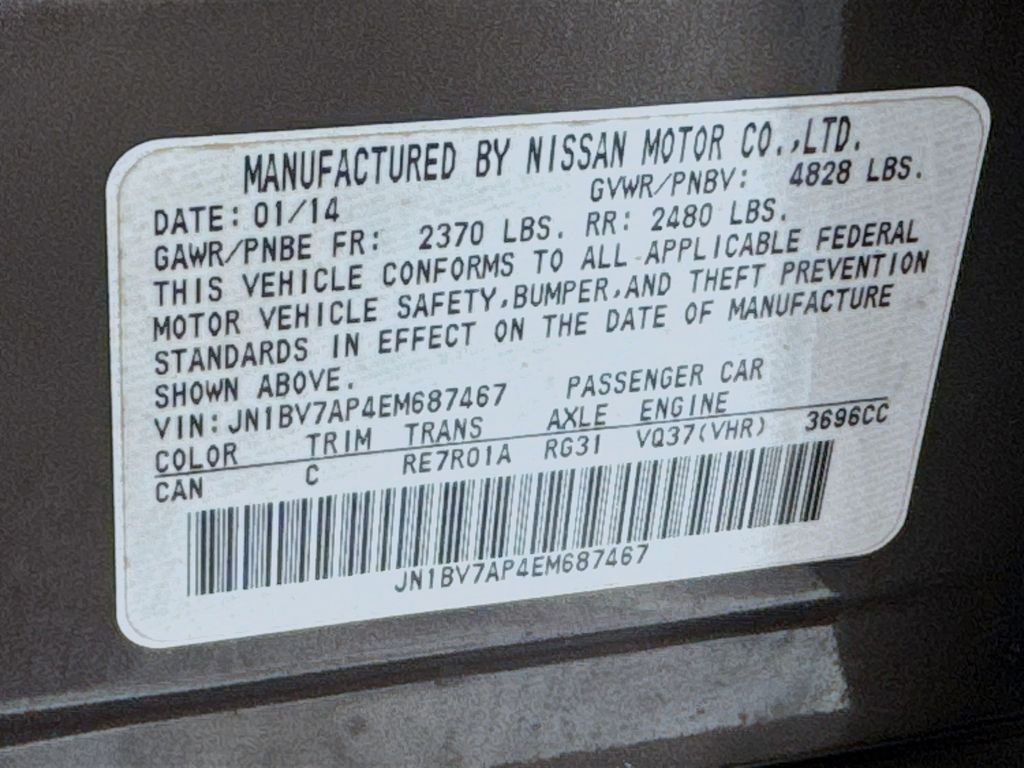 MANUFACTURED BY NISSAN MOTOR CO.,LTD.
DATE: 01/14 GVWR/PNBV: 4828 LBS.
GAWR/PNBE FR: 2370 LBS. RR: 2480 LBS.
THIS VEHICLE CONFORMS TO ALL APPLICABLE FEDERAL
MOTOR VEHICLE SAFETY,BUMPER,AND THEFT PREVENTION
STANDARDS IN EFFECT ON THE DATE OF MANUFACTURE
SHOWN ABOVE.
VIN: JN1BV7AP4EM687467 PASSENGER CAR
COLOR TRIM TRANS AXLE ENGINE
CAN C RE7R01A RG31 VQ37(VHR) 3696CC
JN1BV7AP4EM687467